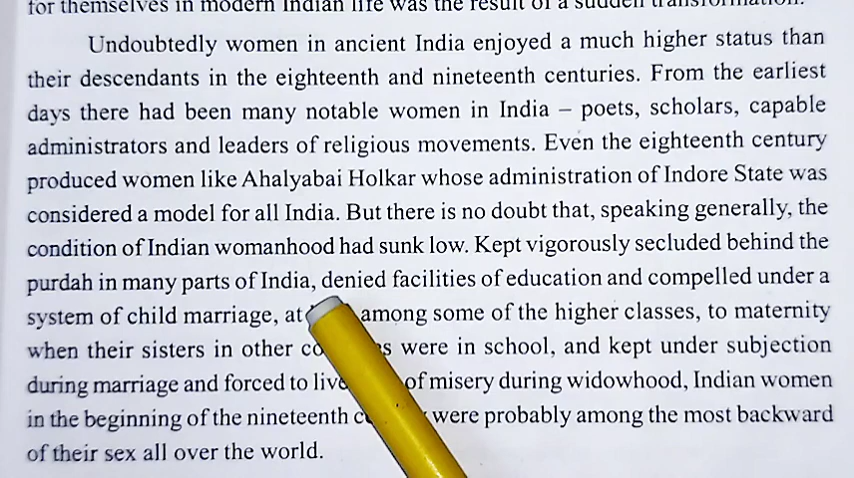 for themselves in modern Indian life was the result of a sudden transformation.
Undoubtedly women in ancient India enjoyed a much higher status than
their descendants in the eighteenth and nineteenth centuries. From the earliest
days there had been many notable women in India – poets, scholars, capable
administrators and leaders of religious movements. Even the eighteenth century
produced women like Ahalyabai Holkar whose administration of Indore State was
considered a model for all India. But there is no doubt that, speaking generally, the
condition of Indian womanhood had sunk low. Kept vigorously secluded behind the
purdah in many parts of India, denied facilities of education and compelled under a
system of child marriage, at among some of the higher classes, to maternity
when their sisters in other were in school, and kept under subjection
during marriage and forced to of misery during widowhood, Indian women
in the beginning of the nineteenth were probably among the most backward
of their sex all over the world.